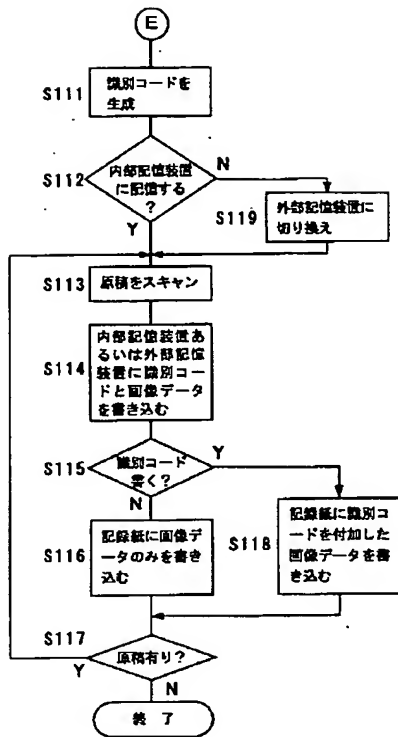 E
S111
識別コードを
生成
S112
内部記憶装置
に記憶する
?
N
Y
S119
外部記憶装置に
切り換え
S113
原稿をスキャン
S114
内部記憶装置あ
るいは外部記憶
装置に識別コー
ドと画像データ
を書き込む
S115
識別コード
書く?
Y
N
S116
記録紙に画像デ
ータのみを書き
込む
S118
記録紙に識別コ
ードを付加した
画像データを書
き込む
S117
原稿有り?
Y
N
終了